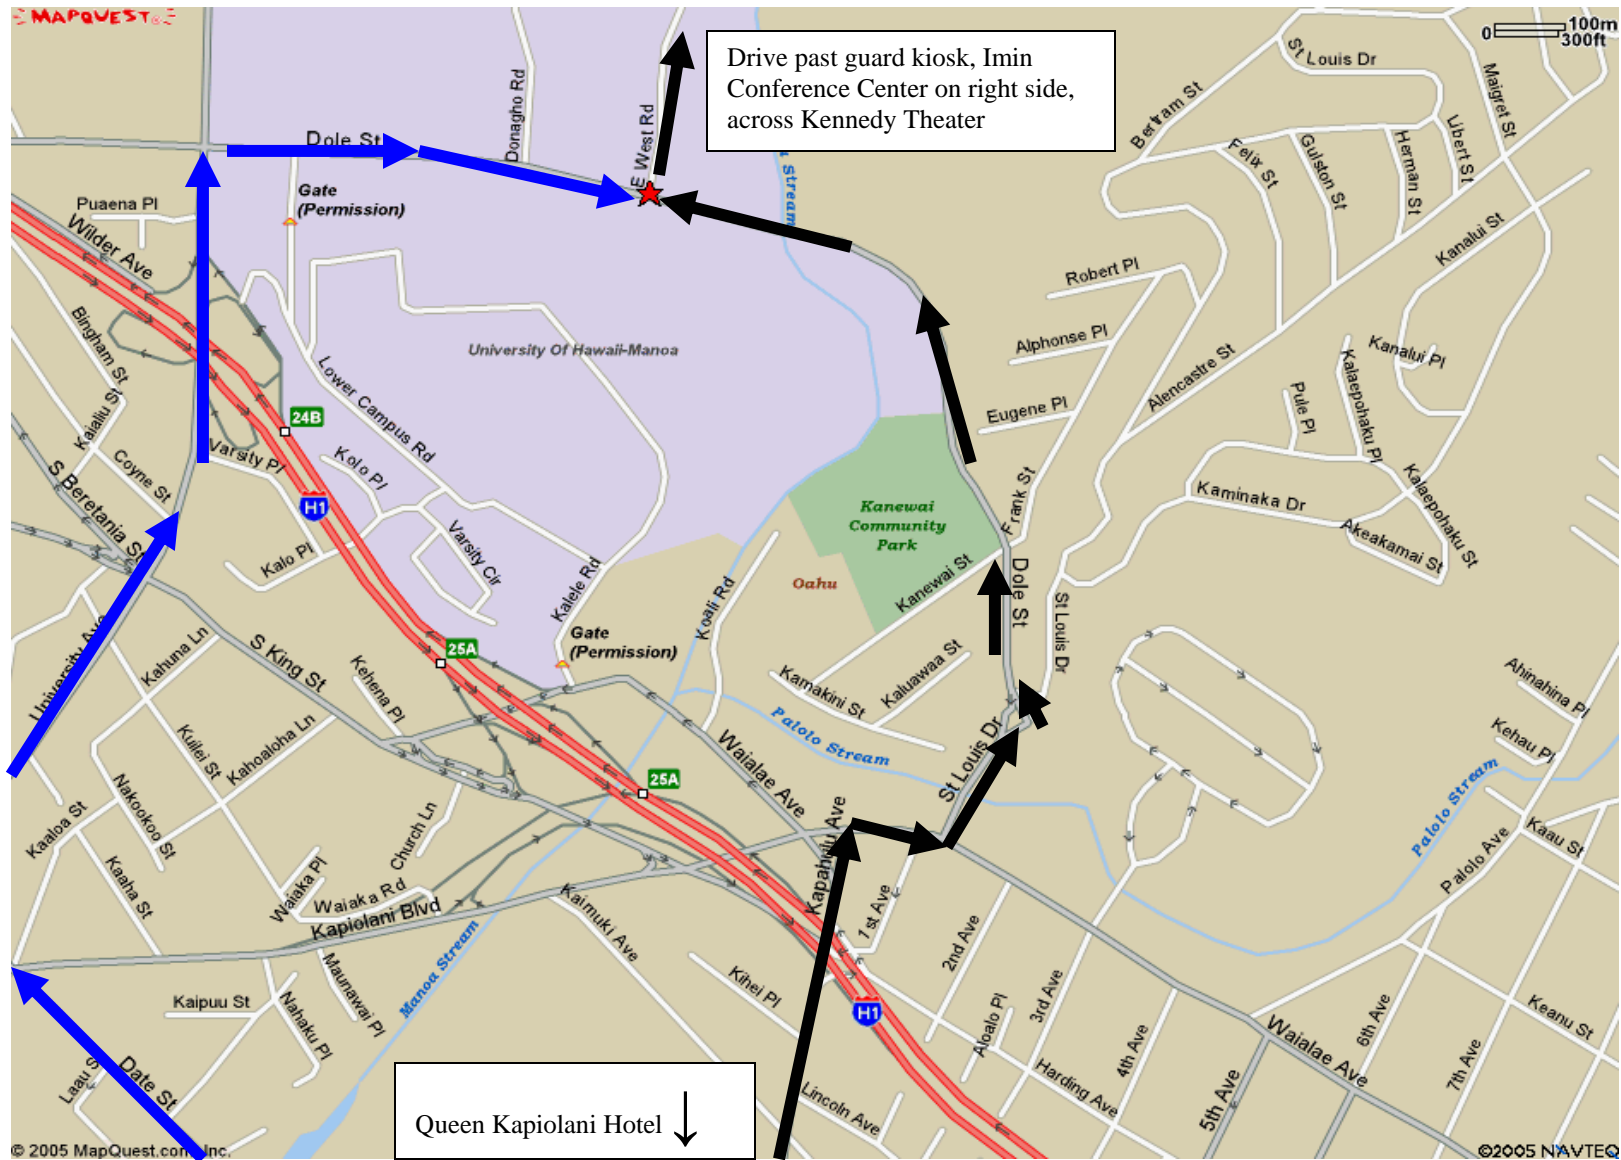 MAPQUEST®
0 100m
300ft
Drive past guard kiosk, Imin
Conference Center on right side,
across Kennedy Theater
Dole St
Donagho Rd
E West Rd
Stream
St Louis Dr
Maigret St
Bertram St
Libert St
Herman St
Gulston St
Felix St
Gate
(Permission)
Puaena Pl
Wilder Ave
Kanalui St
Robert Pl
Bingham St
University Of Hawaii-Manoa
Alphonse Pl
Alencastre St
Kanalui Pl
Kalaepohaku Pl
Pule Pl
Lower Campus Rd
Kaialiu St
24B
Eugene Pl
Varsity Pl
Coyne St
Kolo Pl
S Beretania St
H1
Frank St
Kaminaka Dr
Kalaepohaku St
Akeakamai St
Kanewai
Community
Park
Varsity Cir
Kalo Pl
Kalele Rd
Koali Rd
Oahu
Kanewai St
Dole St
St Louis Dr
University Ave
Kahuna Ln
S King St
Kehena Pl
25A
Gate
(Permission)
Kamakini St
Kaluawaa St
Ahinahina Pl
Kehau Pl
Kuilei St
Kahoaloha Ln
Palolo Stream
Waialae Ave
St Louis Dr
25A
Nakookoo St
Church Ln
Kaaloa St
Kapahulu Ave
Palolo Stream
Kaau St
Palolo Ave
Kaaha St
Waiaka Pl
Waiaka Rd
Kapiolani Blvd
Kaimuki Ave
1st Ave
2nd Ave
3rd Ave
Manoa Stream
Maunawai Pl
Kaipuu St
Nahaku Pl
Kihei Pl
H1
Aloalo Pl
4th Ave
Waialae Ave
6th Ave
Keanu St
7th Ave
Laau St
Date St
Harding Ave
5th Ave
Lincoln Ave
Queen Kapiolani Hotel ↓
© 2005 MapQuest.com Inc.
©2005 NAVTEQ